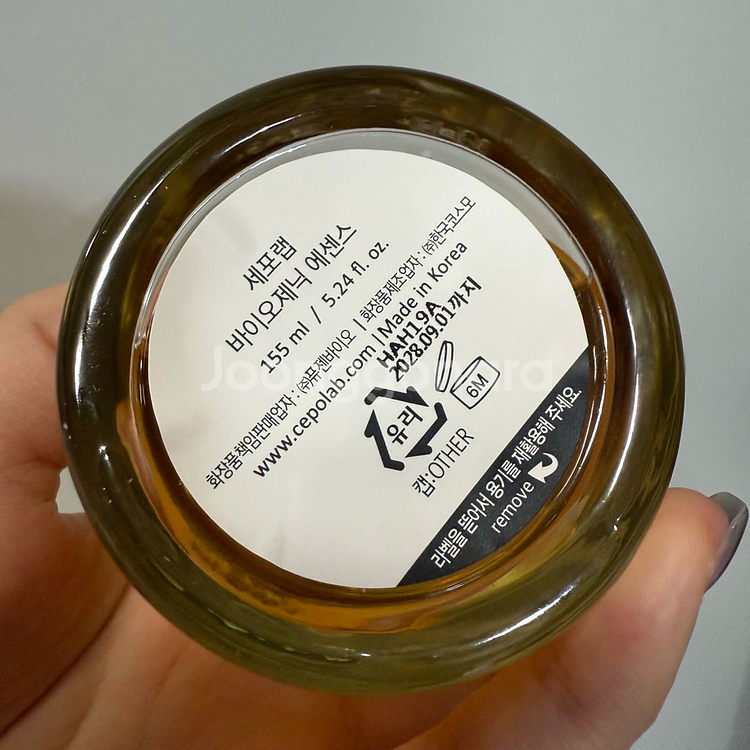 세포랩
바이오제닉 에센스
155 ml / 5.24 fl. oz.
화장품책임판매업자 : ㈜퓨젠바이오 | 화장품제조업자 : ㈜한국코스모
www.cepolab.com | Made in Korea
HAH19A
2028.09.01까지
유리
6M
캡:OTHER
라벨을 뜯어서 용기를 재활용해 주세요.
remove
Joonggonara